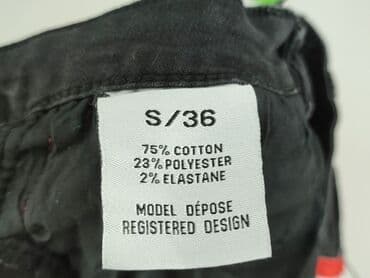 S/36
75% COTTON
23% POLYESTER
2% ELASTANE
MODEL DÉPOSE
REGISTERED DESIGN